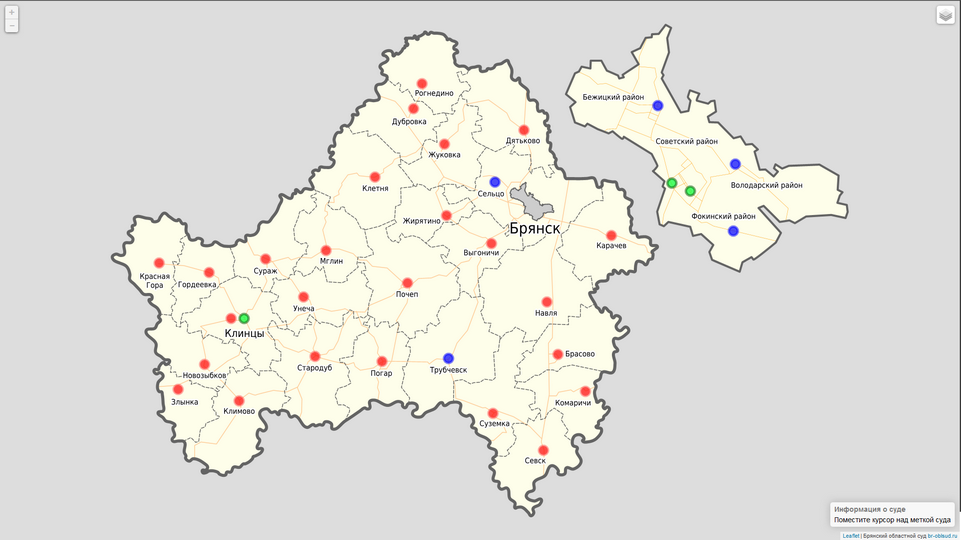 +
−
Рогнедино
Дубровка
Бежицкий район
Дятьково
Советский район
Жуковка
Клетня
Сельцо
Володарский район
Жирятино
Фокинский район
Брянск
Карачев
Выгоничи
Мглин
Сураж
Красная
Гора
Гордеевка
Почеп
Унеча
Навля
Клинцы
Брасово
Стародуб
Погар
Трубчевск
Новозыбков
Злынка
Климово
Комаричи
Суземка
Севск
Информация о суде
Поместите курсор над меткой суда
Leaflet | Брянский областной суд br-oblsud.ru